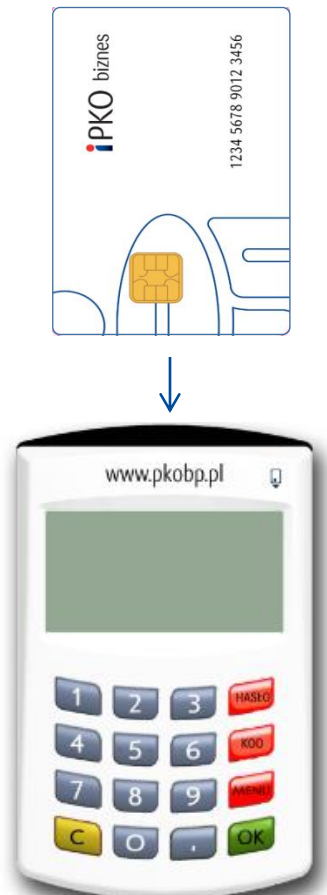 iPKO biznes
1234 5678 9012 3456
www.pkobp.pl
1 2 3 HASŁO
4 5 6 KOD
7 8 9 MENU
C 0 , OK